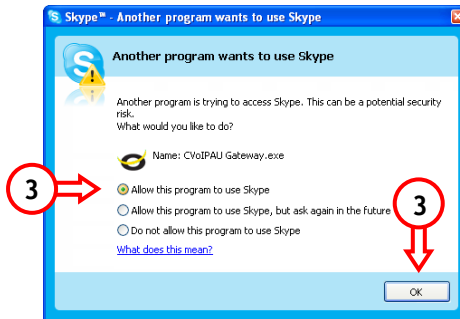 Skype™ - Another program wants to use Skype
Another program wants to use Skype
Another program is trying to access Skype. This can be a potential security
risk.
What would you like to do?
Name: CVoIPAU Gateway.exe
3
Allow this program to use Skype
Allow this program to use Skype, but ask again in the future
3
Do not allow this program to use Skype
What does this mean?
OK